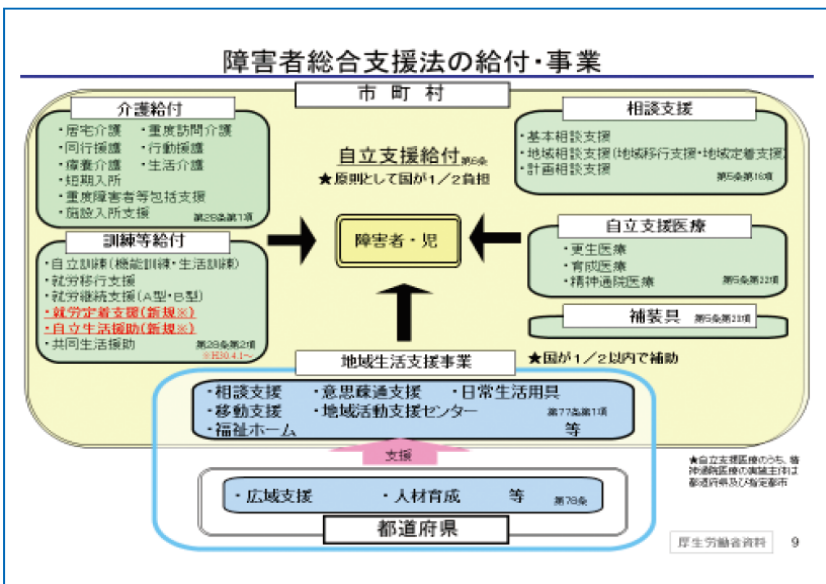 障害者総合支援法の給付・事業
市町村
介護給付
・居宅介護 ・重度訪問介護
・同行援護 ・行動援護
・療養介護 ・生活介護
・短期入所
・重度障害者等包括支援
・施設入所支援 第28条第1項
訓練等給付
・自立訓練(機能訓練・生活訓練)
・就労移行支援
・就労継続支援(A型・B型)
・就労定着支援(新規※)
・自立生活援助(新規※)
・共同生活援助 第28条第2項
※H30.4.1～
自立支援給付 第6条
★原則として国が1/2負担
障害者・児
相談支援
・基本相談支援
・地域相談支援(地域移行支援・地域定着支援)
・計画相談支援
第5条第18項
自立支援医療
・更生医療
・育成医療
・精神通院医療 第5条第22項
補装具 第5条第23項
地域生活支援事業 ★国が1/2以内で補助
・相談支援 ・意思疎通支援 ・日常生活用具
・移動支援 ・地域活動支援センター 第77条第1項
・福祉ホーム 等
支援
・広域支援 ・人材育成 等 第78条
都道府県
★自立支援医療のうち、精
神通院医療の実施主体は
都道府県及び指定都市
厚生労働省資料 9